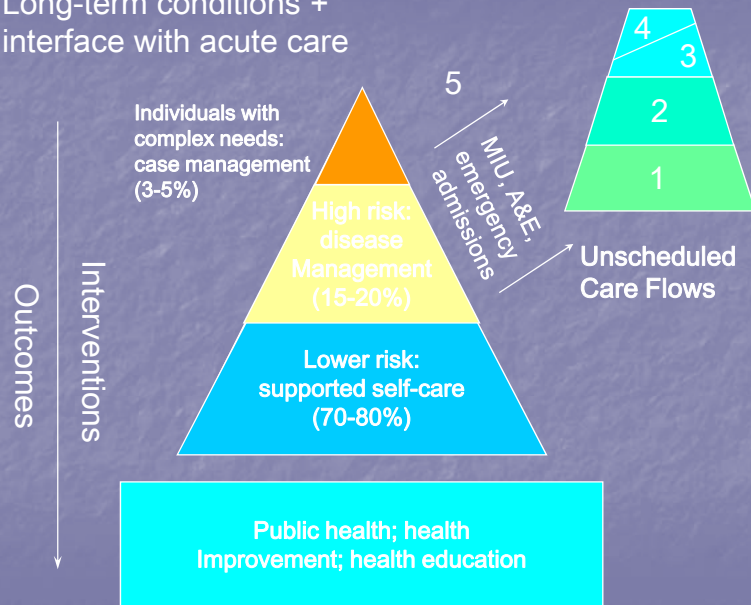 Long-term conditions +
interface with acute care
Individuals with
complex needs:
case management
(3-5%)
High risk:
disease
Management
(15-20%)
Lower risk:
supported self-care
(70-80%)
Public health; health
Improvement; health education
Interventions
Outcomes
5
MIU, A&E,
emergency
admissions
4
3
2
1
Unscheduled
Care Flows